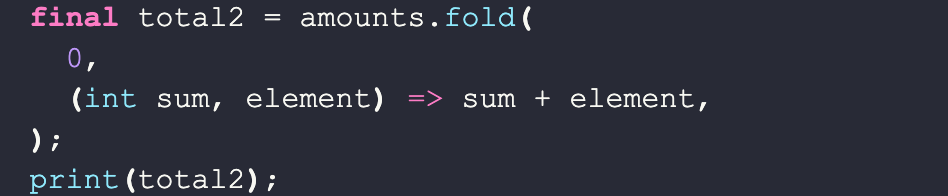 final total2 = amounts.fold(
  0,
  (int sum, element) => sum + element,
);
print(total2);